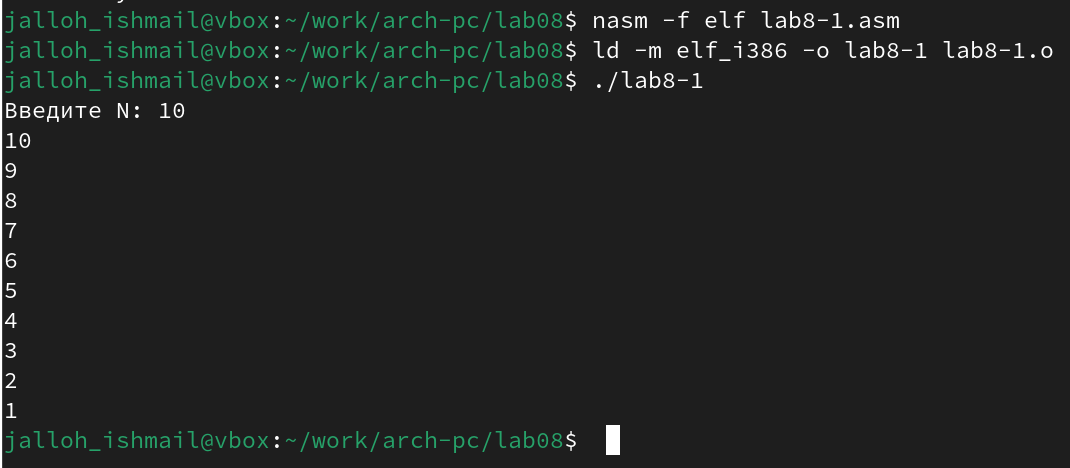 jalloh_ishmail@vbox:~/work/arch-pc/lab08$ nasm -f elf lab8-1.asm
jalloh_ishmail@vbox:~/work/arch-pc/lab08$ ld -m elf_i386 -o lab8-1 lab8-1.o
jalloh_ishmail@vbox:~/work/arch-pc/lab08$ ./lab8-1
Введите N: 10
10
9
8
7
6
5
4
3
2
1
jalloh_ishmail@vbox:~/work/arch-pc/lab08$